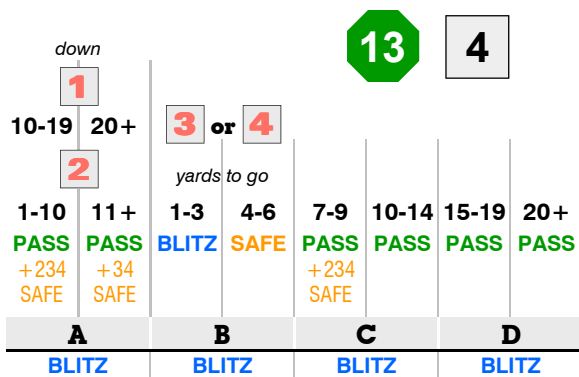 13 4
down
1
10-19 20+ 3 or 4
2
yards to go
1-10 11+ 1-3 4-6 7-9 10-14 15-19 20+
PASS PASS BLITZ SAFE PASS PASS PASS PASS
+234 +34 +234
SAFE SAFE SAFE
A B C D
BLITZ BLITZ BLITZ BLITZ